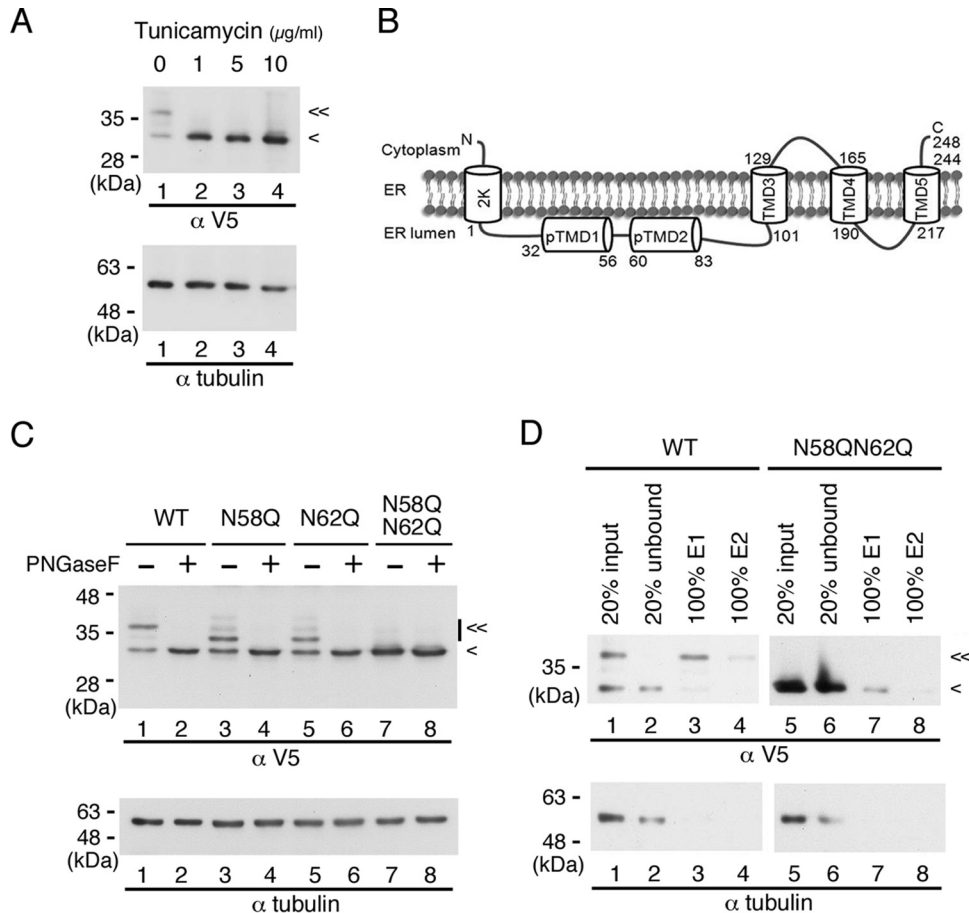 A
Tunicamycin (µg/ml)
0 1 5 10
35 -
28 -
(kDa)
<<
<
1 2 3 4
α V5
63 -
48 -
(kDa)
1 2 3 4
α tubulin
B
N
Cytoplasm
ER
ER lumen
2K
1
32
pTMD1
56
60
pTMD2
83
101
129
TMD3
165
TMD4
190
C
248
244
TMD5
217
C
WT N58Q N62Q N58Q
N62Q
PNGaseF - + - + - + - +
48 -
35 -
28 -
(kDa)
<<
<
1 2 3 4 5 6 7 8
α V5
63 -
48 -
(kDa)
1 2 3 4 5 6 7 8
α tubulin
D
WT N58QN62Q
20% input
20% unbound
100% E1
100% E2
20% input
20% unbound
100% E1
100% E2
35 -
(kDa)
<<
<
1 2 3 4 5 6 7 8
α V5
63 -
48 -
(kDa)
1 2 3 4 5 6 7 8
α tubulin